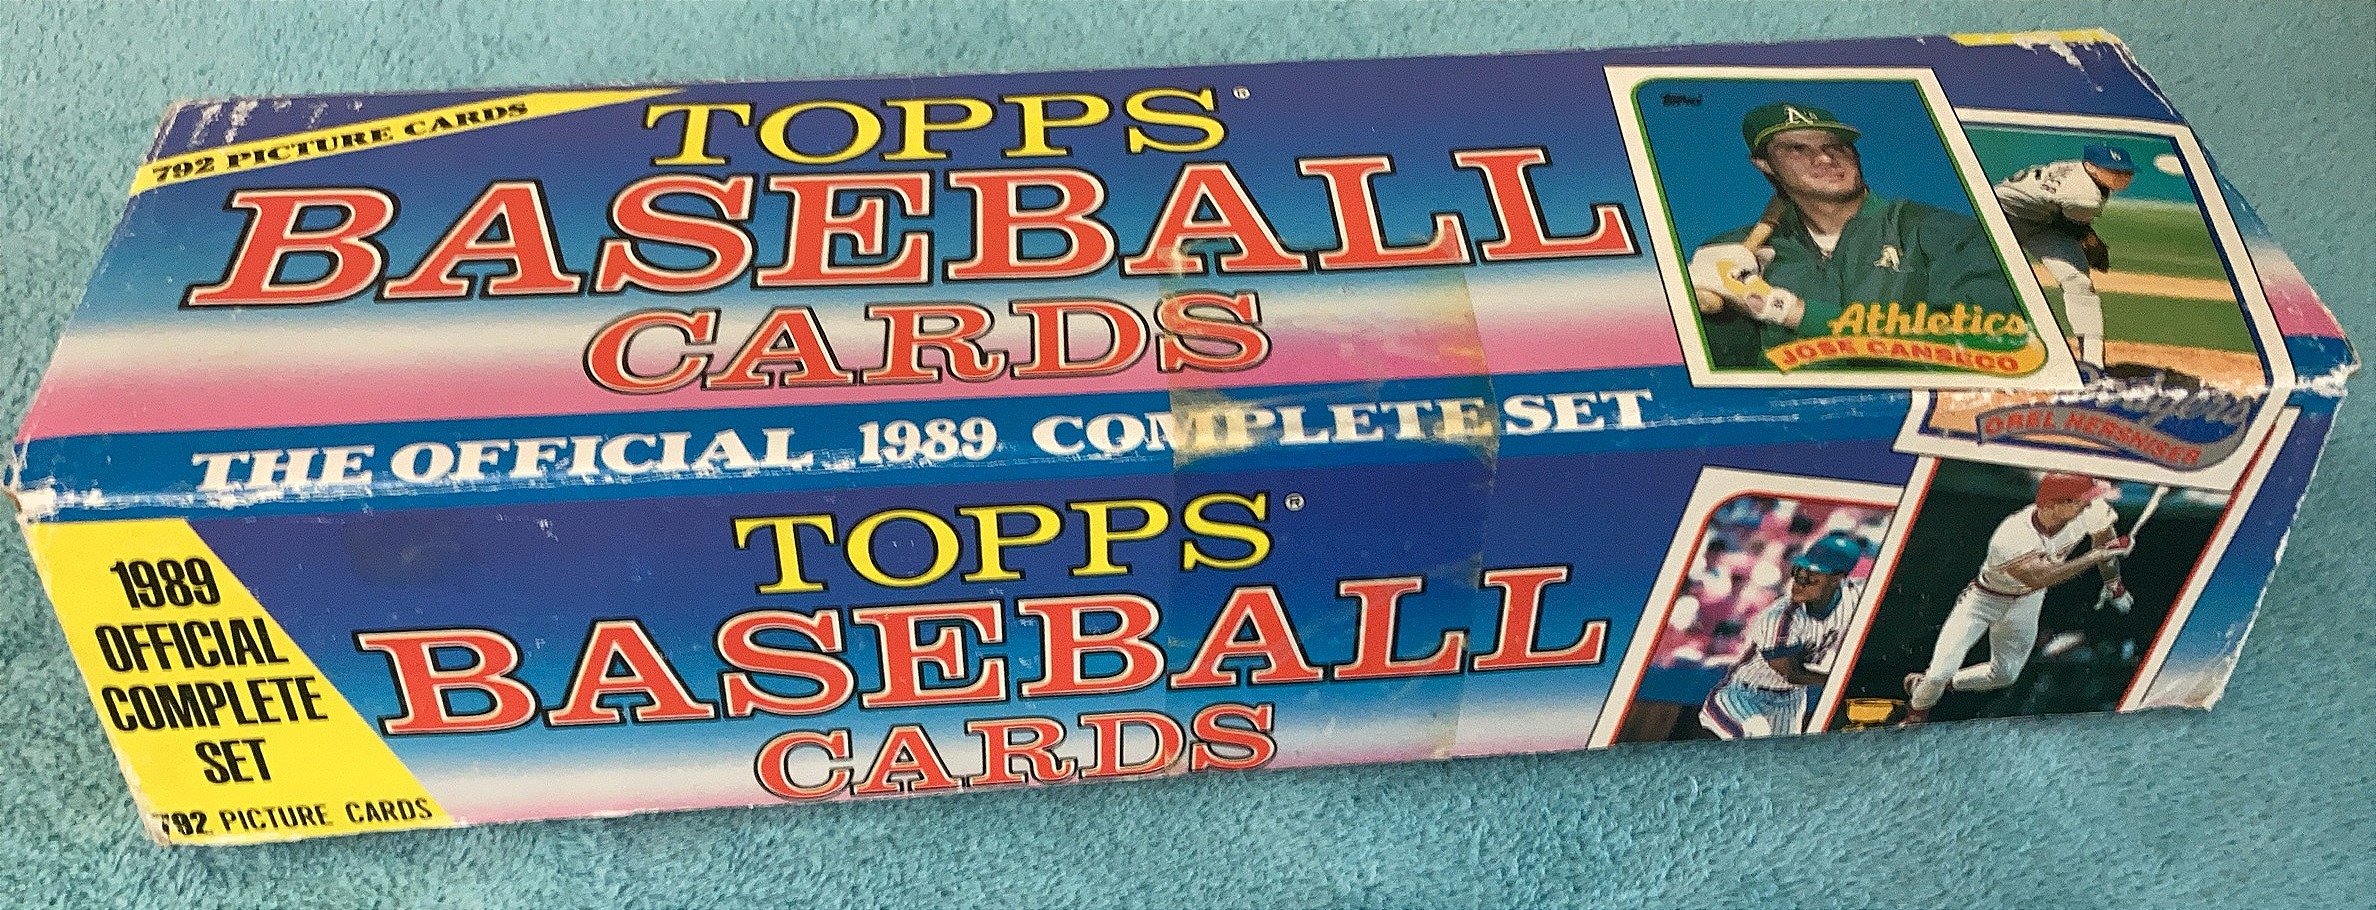 792 PICTURE CARDS
TOPPS®
BASEBALL
CARDS
THE OFFICIAL 1989 COMPLETE SET
Topps
A's
A
Athletics
JOSE CANSECO
Dodgers
OREL HERSHISER
1989
OFFICIAL
COMPLETE
SET
792 PICTURE CARDS
TOPPS®
BASEBALL
CARDS